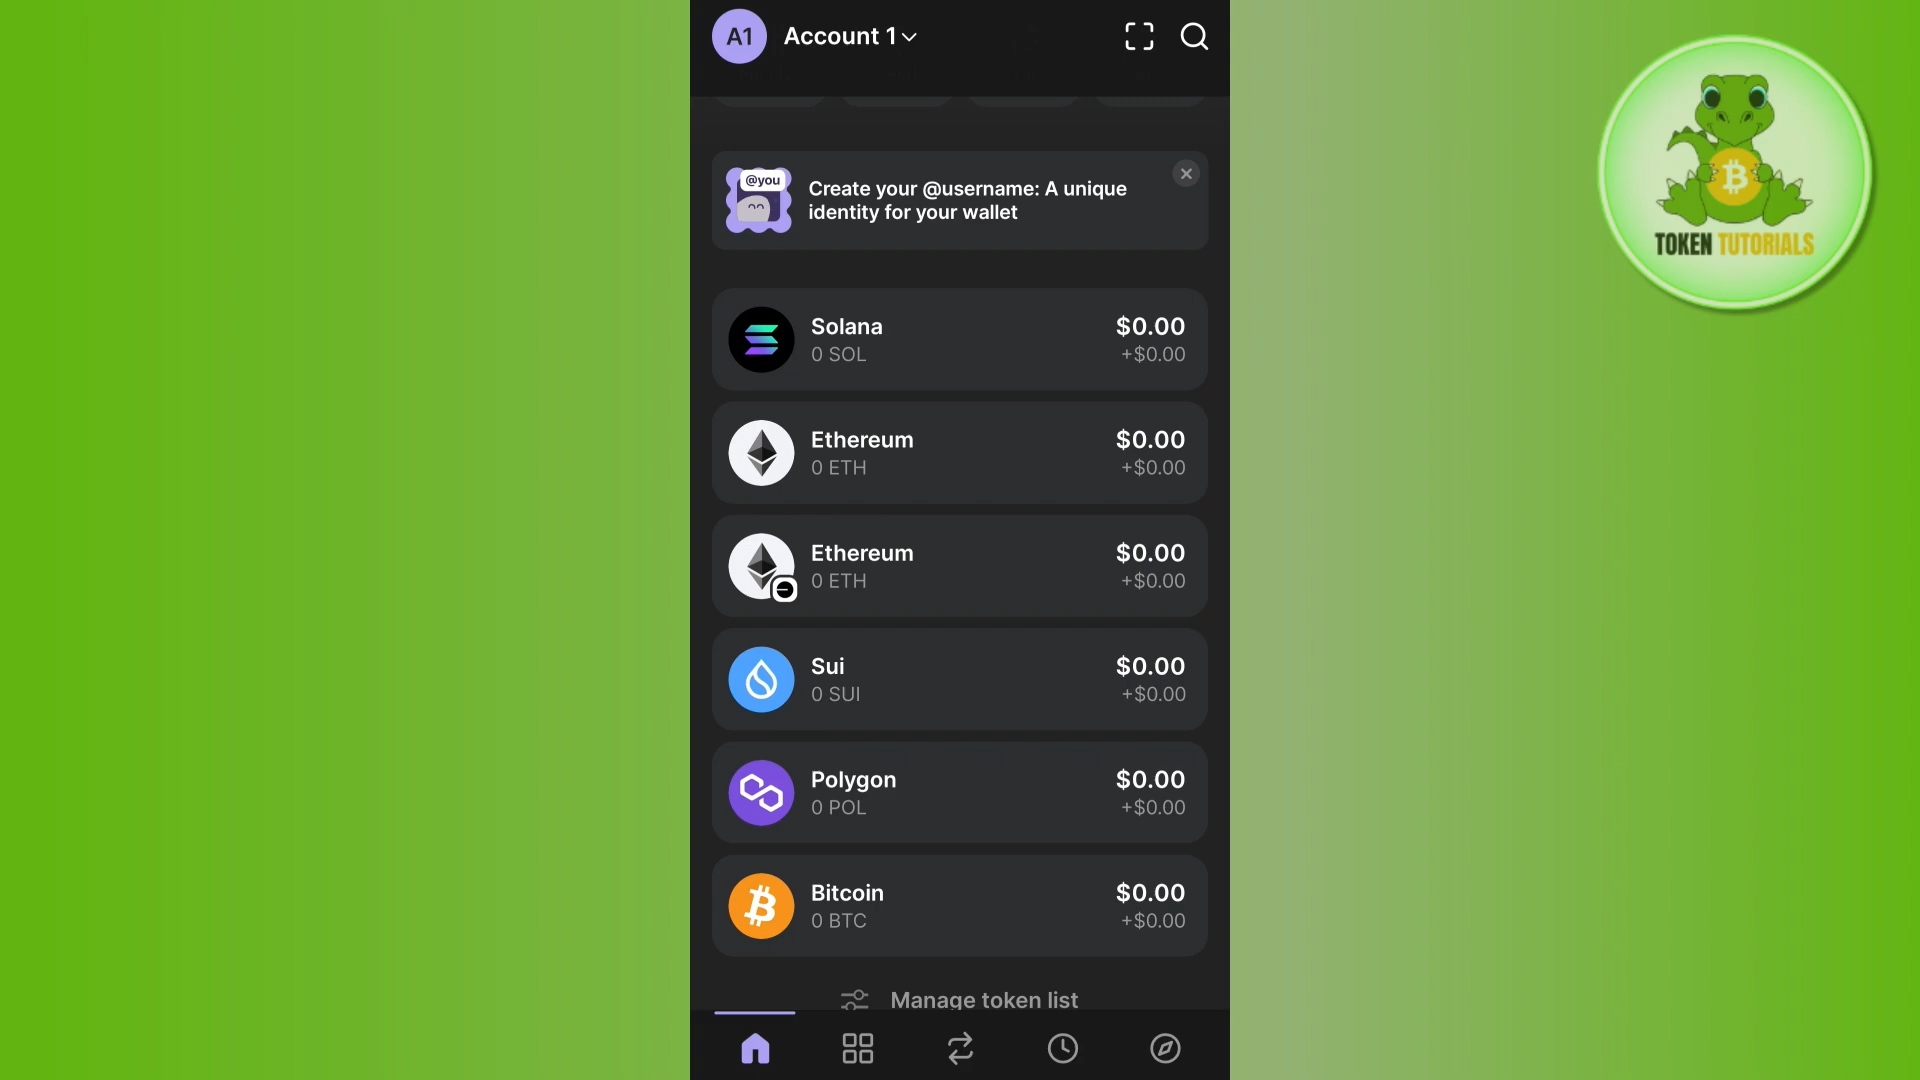 A1 Account 1
@you
Create your @username: A unique
identity for your wallet
Solana $0.00
0 SOL +$0.00
Ethereum $0.00
0 ETH +$0.00
Ethereum $0.00
0 ETH +$0.00
Sui $0.00
0 SUI +$0.00
Polygon $0.00
0 POL +$0.00
Bitcoin $0.00
0 BTC +$0.00
Manage token list
TOKEN TUTORIALS